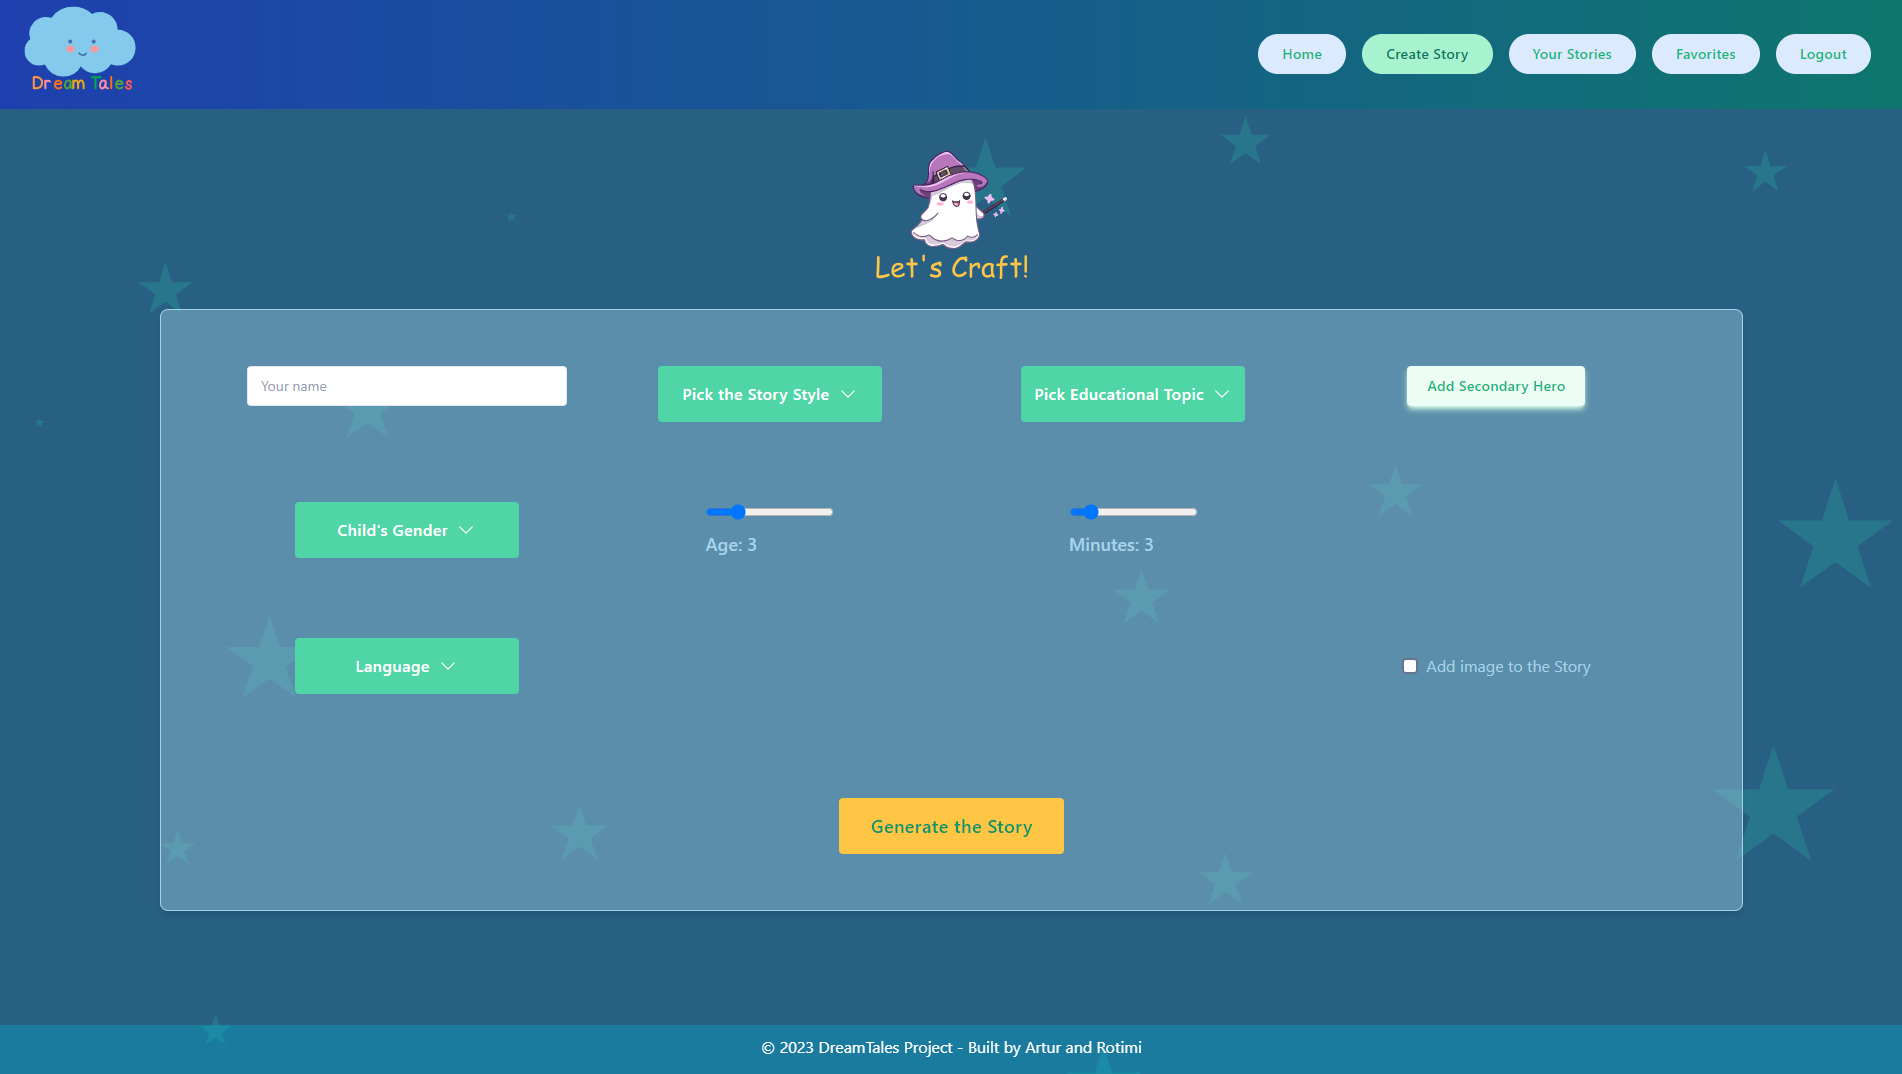 Dream Tales
Home
Create Story
Your Stories
Favorites
Logout
Let's Craft!
Your name
Pick the Story Style
Pick Educational Topic
Add Secondary Hero
Child's Gender
Age: 3
Minutes: 3
Language
Add image to the Story
Generate the Story
© 2023 DreamTales Project - Built by Artur and Rotimi